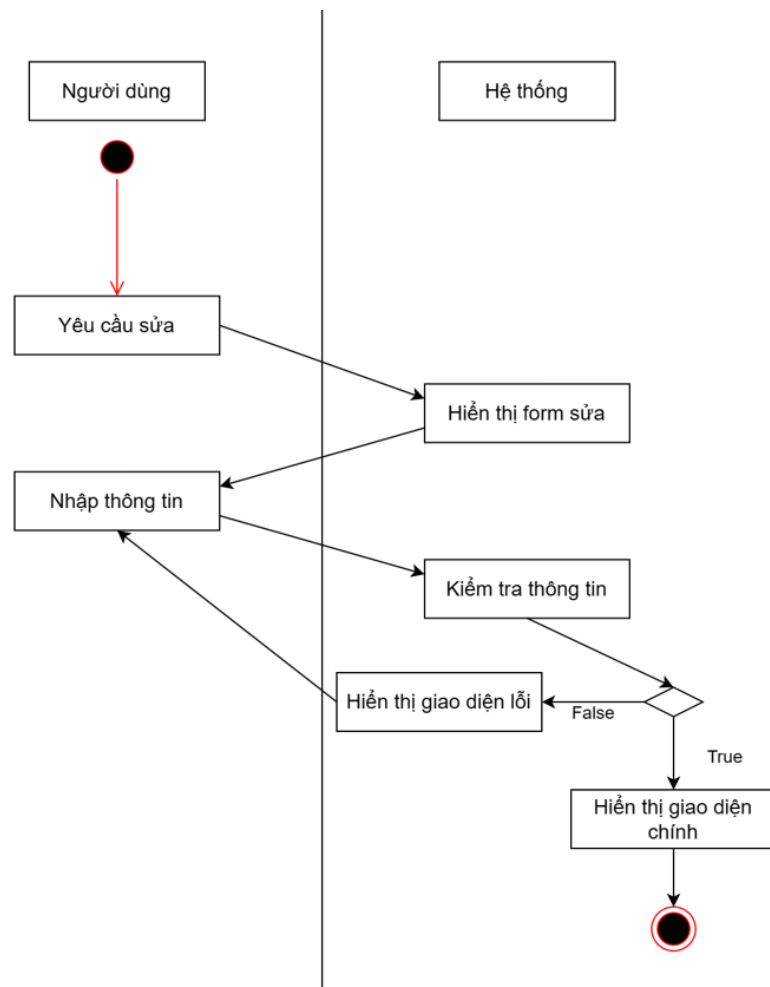 Người dùng
Hệ thống
Yêu cầu sửa
Hiển thị form sửa
Nhập thông tin
Kiểm tra thông tin
Hiển thị giao diện lỗi
False
True
Hiển thị giao diện
chính